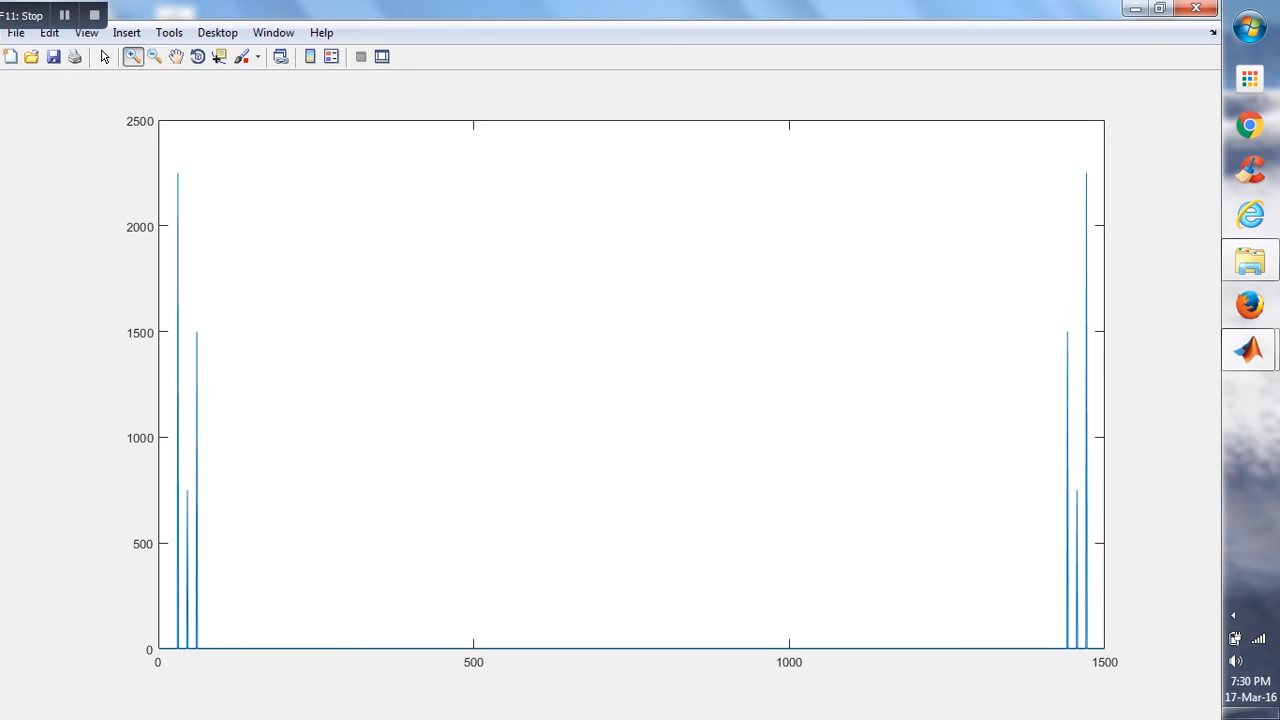 F11: Stop
File Edit View Insert Tools Desktop Window Help
2500
2000
1500
1000
500
0
0 500 1000 1500
7:30 PM
17-Mar-16